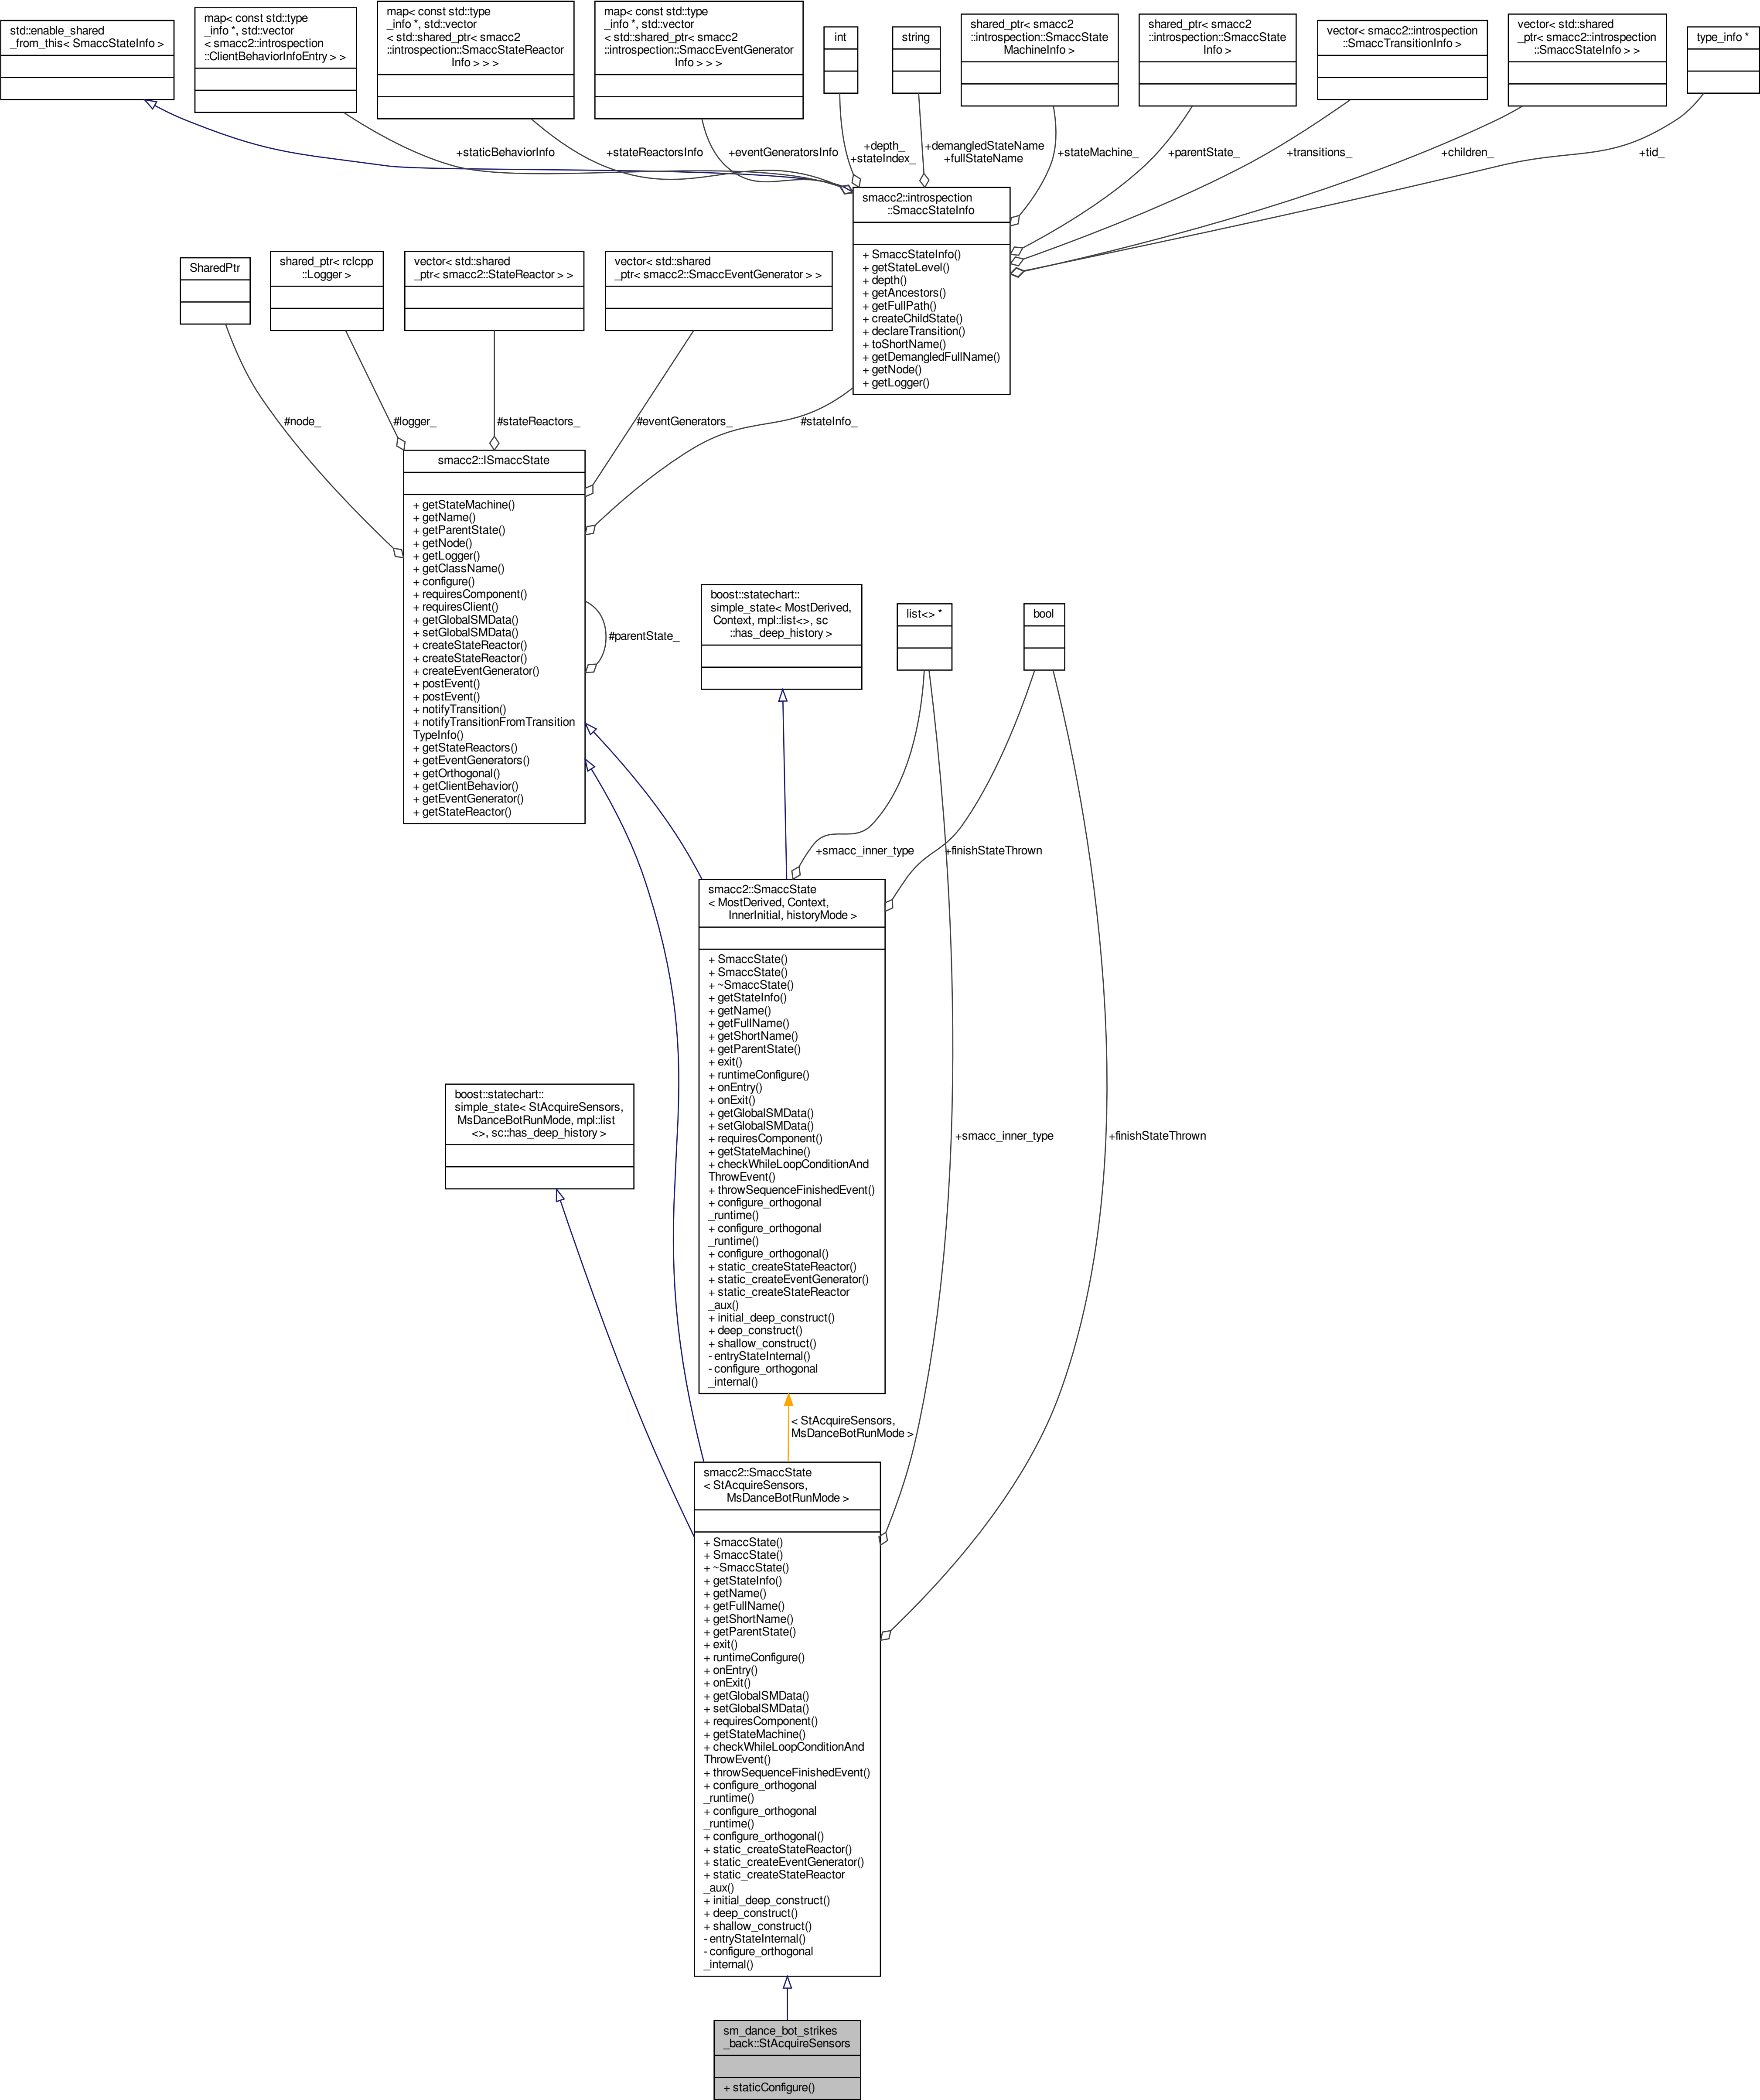 std::enable_shared
_from_this< SmaccStateInfo >
map< const std::type
_info *, std::vector
< smacc2::introspection
::ClientBehaviorInfoEntry > >
map< const std::type
_info *, std::vector
< std::shared_ptr< smacc2
::introspection::SmaccStateReactor
Info > > >
map< const std::type
_info *, std::vector
< std::shared_ptr< smacc2
::introspection::SmaccEventGenerator
Info > > >
int
string
shared_ptr< smacc2
::introspection::SmaccState
MachineInfo >
shared_ptr< smacc2
::introspection::SmaccState
Info >
vector< smacc2::introspection
::SmaccTransitionInfo >
vector< std::shared
_ptr< smacc2::introspection
::SmaccStateInfo > >
type_info *
+staticBehaviorInfo
+stateReactorsInfo
+eventGeneratorsInfo
+depth_
+stateIndex_
+demangledStateName
+fullStateName
+stateMachine_
+parentState_
+transitions_
+children_
+tid_
smacc2::introspection
::SmaccStateInfo
+ SmaccStateInfo()
+ getStateLevel()
+ depth()
+ getAncestors()
+ getFullPath()
+ createChildState()
+ declareTransition()
+ toShortName()
+ getDemangledFullName()
+ getNode()
+ getLogger()
SharedPtr
shared_ptr< rclcpp
::Logger >
vector< std::shared
_ptr< smacc2::StateReactor > >
vector< std::shared
_ptr< smacc2::SmaccEventGenerator > >
#node_
#logger_
#stateReactors_
#eventGenerators_
#stateInfo_
smacc2::ISmaccState
+ getStateMachine()
+ getName()
+ getParentState()
+ getNode()
+ getLogger()
+ getClassName()
+ configure()
+ requiresComponent()
+ requiresClient()
+ getGlobalSMData()
+ setGlobalSMData()
+ createStateReactor()
+ createStateReactor()
+ createEventGenerator()
+ postEvent()
+ postEvent()
+ notifyTransition()
+ notifyTransitionFromTransition
TypeInfo()
+ getStateReactors()
+ getEventGenerators()
+ getOrthogonal()
+ getClientBehavior()
+ getEventGenerator()
+ getStateReactor()
#parentState_
boost::statechart::
simple_state< MostDerived,
Context, mpl::list<>, sc
::has_deep_history >
list<> *
bool
+smacc_inner_type
+finishStateThrown
smacc2::SmaccState
< MostDerived, Context,
InnerInitial, historyMode >
+ SmaccState()
+ SmaccState()
+ ~SmaccState()
+ getStateInfo()
+ getName()
+ getFullName()
+ getShortName()
+ getParentState()
+ exit()
+ runtimeConfigure()
+ onEntry()
+ onExit()
+ getGlobalSMData()
+ setGlobalSMData()
+ requiresComponent()
+ getStateMachine()
+ checkWhileLoopConditionAnd
ThrowEvent()
+ throwSequenceFinishedEvent()
+ configure_orthogonal
_runtime()
+ configure_orthogonal
_runtime()
+ configure_orthogonal()
+ static_createStateReactor()
+ static_createEventGenerator()
+ static_createStateReactor
_aux()
+ initial_deep_construct()
+ deep_construct()
+ shallow_construct()
- entryStateInternal()
- configure_orthogonal
_internal()
boost::statechart::
simple_state< StAcquireSensors,
MsDanceBotRunMode, mpl::list
<>, sc::has_deep_history >
+smacc_inner_type
+finishStateThrown
< StAcquireSensors,
MsDanceBotRunMode >
smacc2::SmaccState
< StAcquireSensors,
MsDanceBotRunMode >
+ SmaccState()
+ SmaccState()
+ ~SmaccState()
+ getStateInfo()
+ getName()
+ getFullName()
+ getShortName()
+ getParentState()
+ exit()
+ runtimeConfigure()
+ onEntry()
+ onExit()
+ getGlobalSMData()
+ setGlobalSMData()
+ requiresComponent()
+ getStateMachine()
+ checkWhileLoopConditionAnd
ThrowEvent()
+ throwSequenceFinishedEvent()
+ configure_orthogonal
_runtime()
+ configure_orthogonal
_runtime()
+ configure_orthogonal()
+ static_createStateReactor()
+ static_createEventGenerator()
+ static_createStateReactor
_aux()
+ initial_deep_construct()
+ deep_construct()
+ shallow_construct()
- entryStateInternal()
- configure_orthogonal
_internal()
sm_dance_bot_strikes
_back::StAcquireSensors
+ staticConfigure()